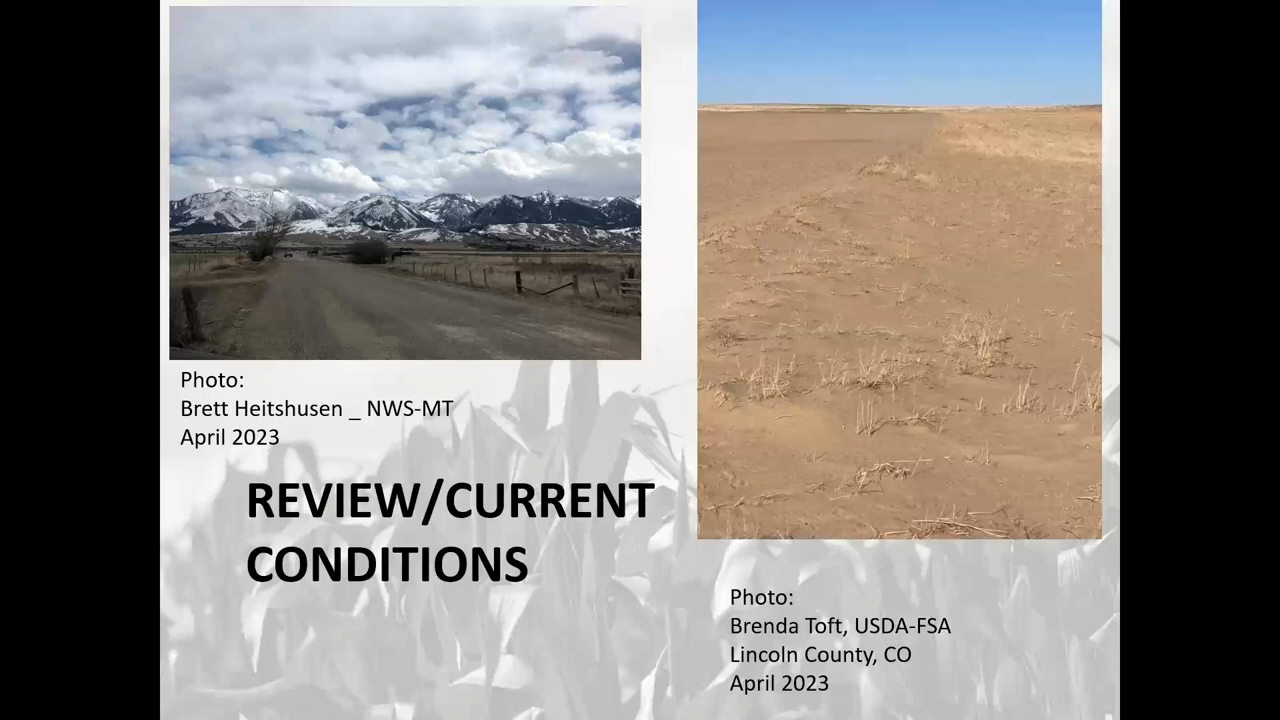 Photo:
Brett Heitshusen _ NWS-MT
April 2023
REVIEW/CURRENT
CONDITIONS
Photo:
Brenda Toft, USDA-FSA
Lincoln County, CO
April 2023